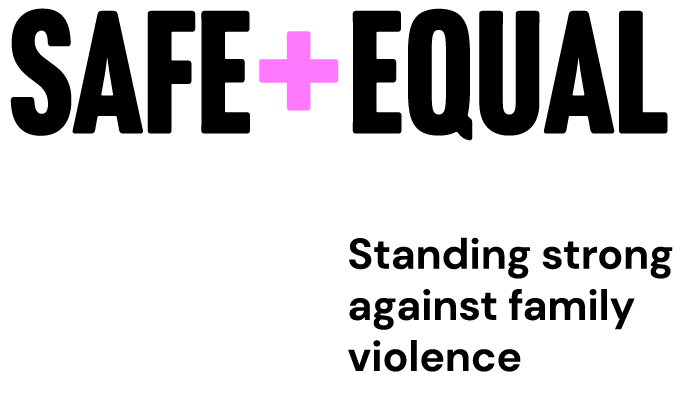 SAFE+EQUAL
Standing strong
against family
violence